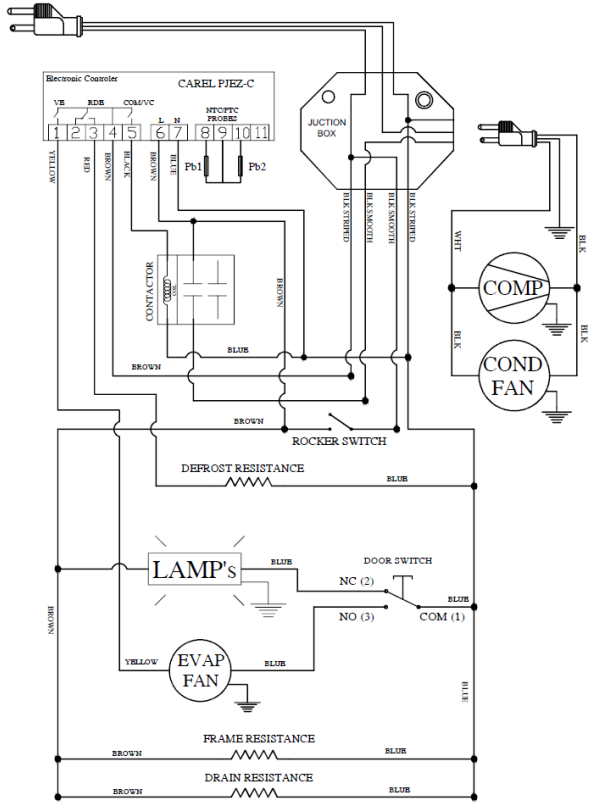 Electronic Controler
CAREL PJEZ-C
VE RDE COM/VC
L N
NTC/PTC
PROBES
1 2 3 4 5 6 7 8 9 10 11
YELLOW
RED
BROWN
BLACK
BROWN
BLUE
Pb1
Pb2
JUCTION
BOX
BLK STRIPED
BLK SMOOTH
BLK SMOOTH
BLK STRIPED
WHT
BLK
COMP
BLK
BLK
COND
FAN
CONTACTOR
COIL
BROWN
BLUE
BROWN
BROWN
ROCKER SWITCH
DEFROST RESISTANCE
BLUE
LAMP's
BLUE
DOOR SWITCH
NC (2)
NO (3)
COM (1)
BLUE
BROWN
YELLOW
EVAP
FAN
BLUE
BLUE
FRAME RESISTANCE
BROWN
BLUE
DRAIN RESISTANCE
BROWN
BLUE